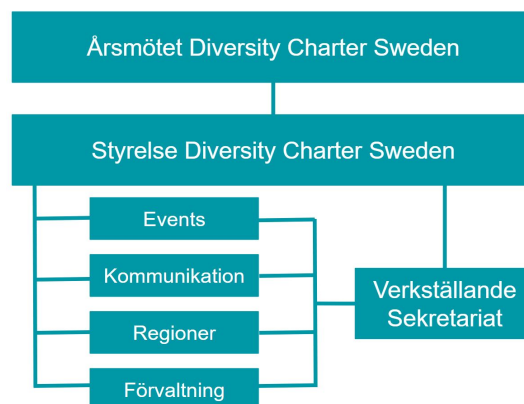 Årsmötet Diversity Charter Sweden
Styrelse Diversity Charter Sweden
Events
Kommunikation
Regioner
Förvaltning
Verkställande
Sekretariat